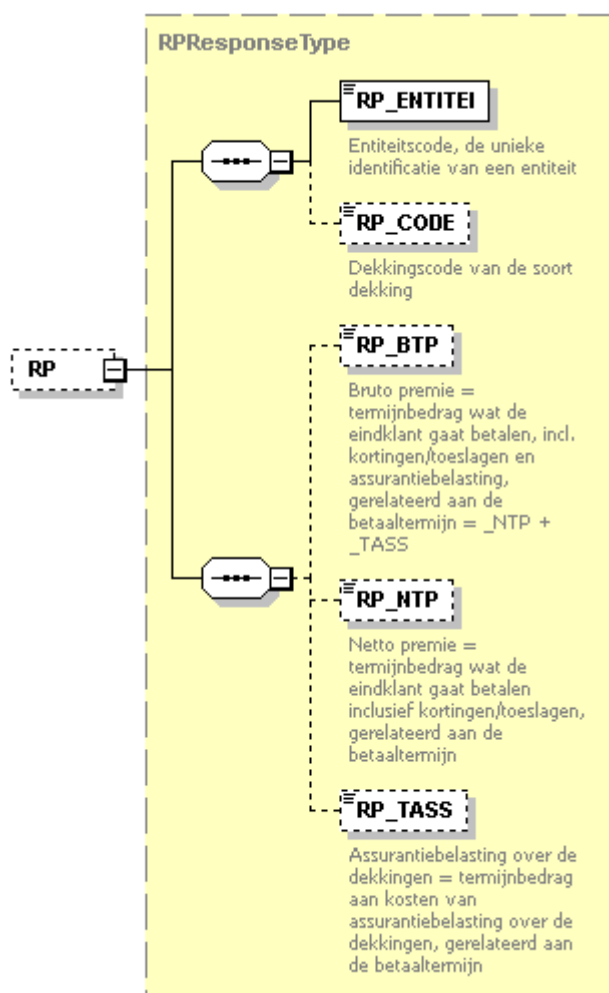 RPResponseType
RP_ENTITEI
Entiteitscode, de unieke
identificatie van een entiteit
RP_CODE
Dekkingscode van de soort
dekking
RP
RP_BTP
Bruto premie =
termijnbedrag wat de
eindklant gaat betalen, incl.
kortingen/toeslagen en
assurantiebelasting,
gerelateerd aan de
betaaltermijn = _NTP +
_TASS
RP_NTP
Netto premie =
termijnbedrag wat de
eindklant gaat betalen
inclusief kortingen/toeslagen,
gerelateerd aan de
betaaltermijn
RP_TASS
Assurantiebelasting over de
dekkingen = termijnbedrag
aan kosten van
assurantiebelasting over de
dekkingen, gerelateerd aan
de betaaltermijn